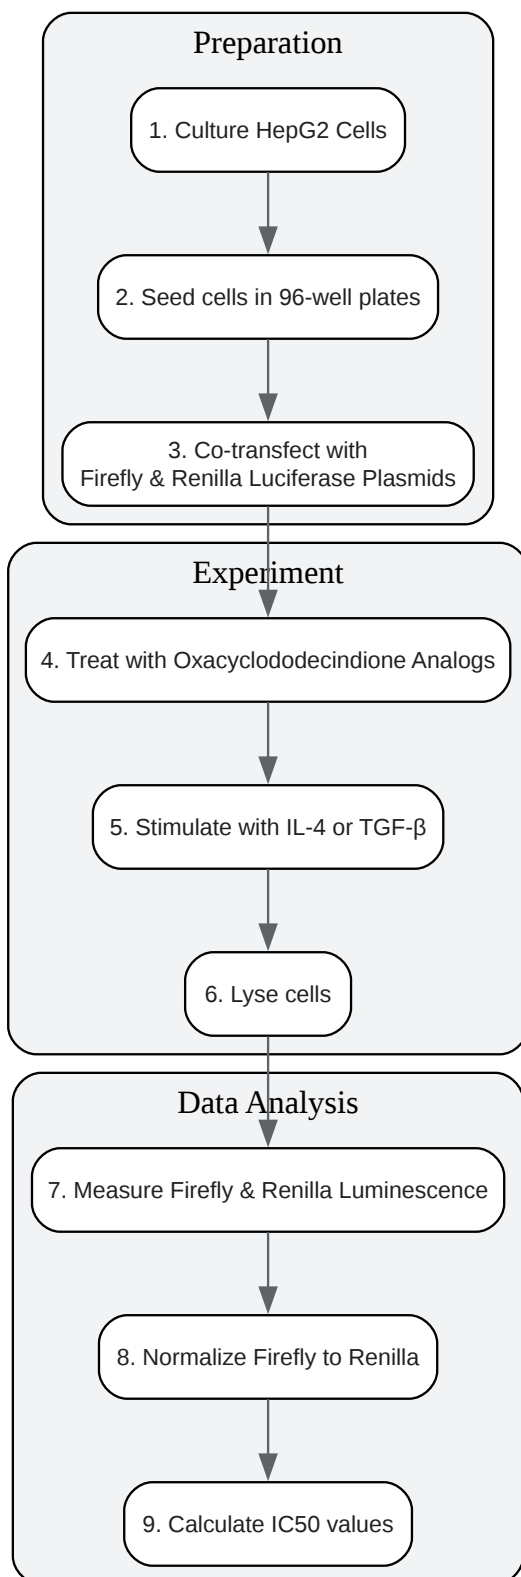 Preparation
1. Culture HepG2 Cells
2. Seed cells in 96-well plates
3. Co-transfect with
Firefly & Renilla Luciferase Plasmids
Experiment
4. Treat with Oxacyclododecindione Analogs
5. Stimulate with IL-4 or TGF-β
6. Lyse cells
Data Analysis
7. Measure Firefly & Renilla Luminescence
8. Normalize Firefly to Renilla
9. Calculate IC50 values